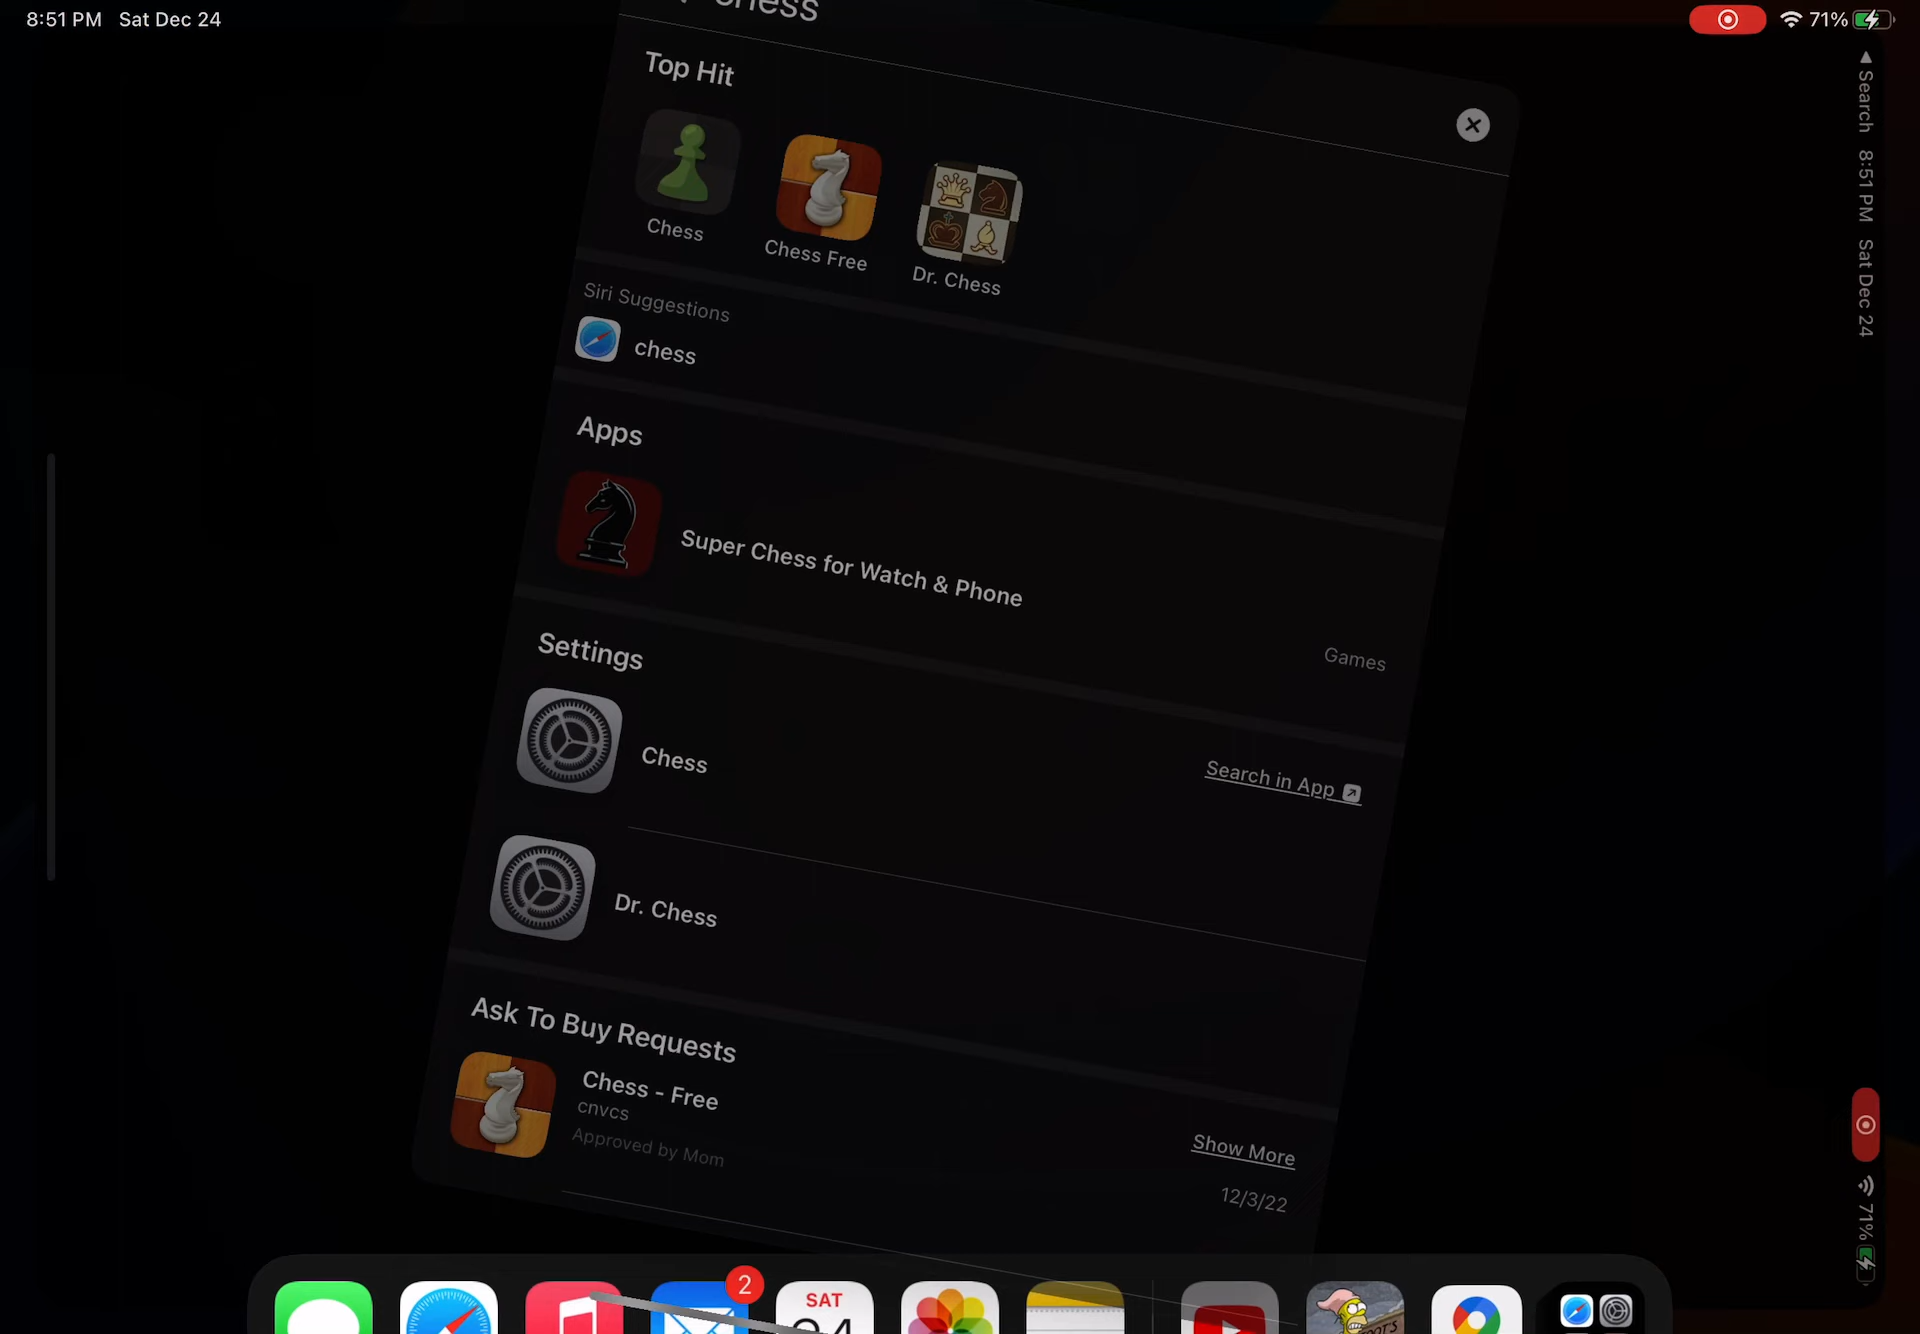 8:51 PM Sat Dec 24
71%
chess
Top Hit
Chess
Chess Free
Dr. Chess
Siri Suggestions
chess
Apps
Super Chess for Watch & Phone
Games
Settings
Search in App
Chess
Dr. Chess
Ask To Buy Requests
Show More
Chess - Free
cnvcs
Approved by Mom
12/3/22
Search 8:51 PM Sat Dec 24
71%
2
SAT
24